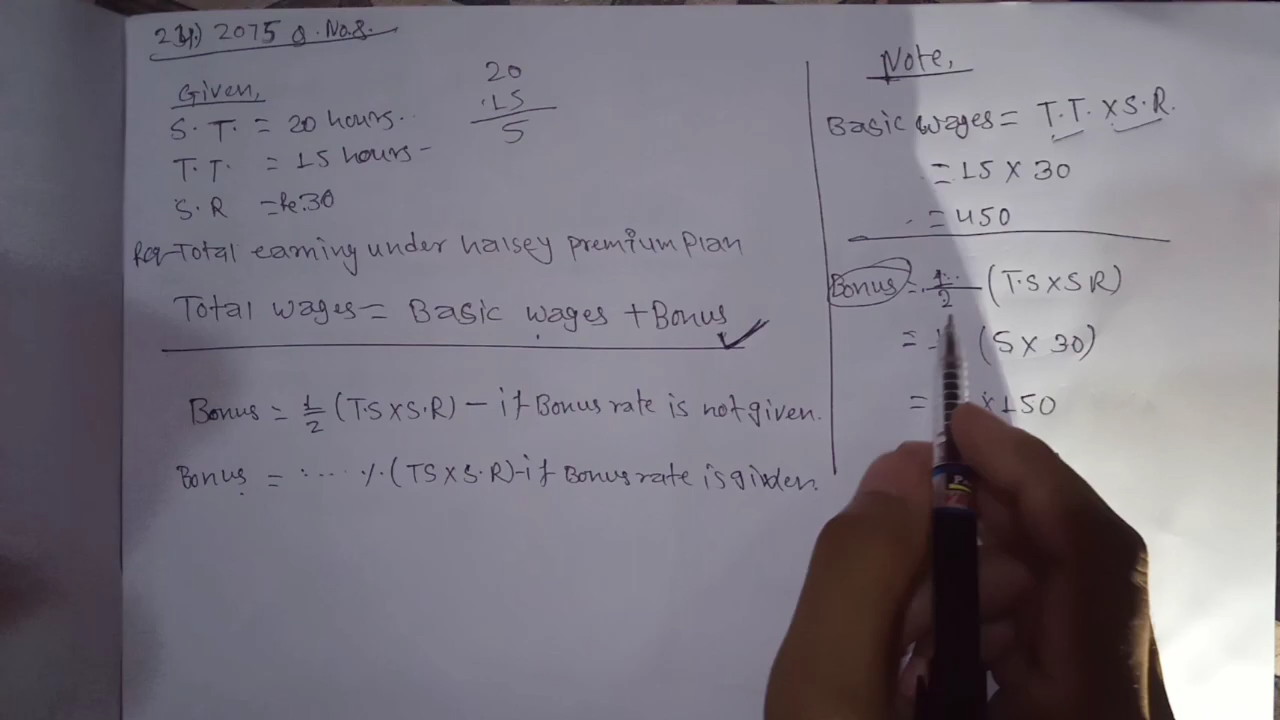 24) 2075 Q. No.8.
Given,
S.T. = 20 hours.
T.T. = 15 hours-
S.R = Re.30
20
15
5
Req-Total earning under halsey premium Plan
Total wages = Basic wages + Bonus
Bonus = 1/2 (T.S X S.R) - if Bonus rate is not given.
Bonus = .... %. (TS X S.R) - if Bonus rate is given.
Note,
Basic wages = T.T. X S.R.
= 15 X 30
= 450
Bonus = 1/2 (T.S X S R)
= (5 X 30)
= X 150